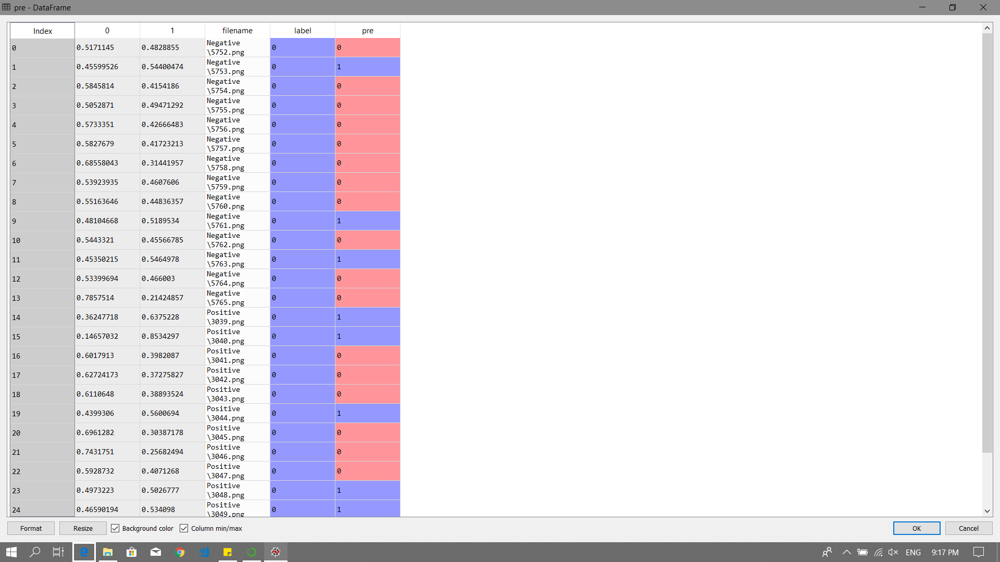 pre - DataFrame
Index 0 1 filename label pre
0 0.5171145 0.4828855 Negative 0 0
\5752.png
1 0.45599526 0.54400474 Negative 0 1
\5753.png
2 0.5845814 0.4154186 Negative 0 0
\5754.png
3 0.5052871 0.49471292 Negative 0 0
\5755.png
4 0.5733351 0.42666483 Negative 0 0
\5756.png
5 0.5827679 0.41723213 Negative 0 0
\5757.png
6 0.68558043 0.31441957 Negative 0 0
\5758.png
7 0.53923935 0.4607606 Negative 0 0
\5759.png
8 0.55163646 0.44836357 Negative 0 0
\5760.png
9 0.48104668 0.5189534 Negative 0 1
\5761.png
10 0.5443321 0.45566785 Negative 0 0
\5762.png
11 0.45350215 0.5464978 Negative 0 1
\5763.png
12 0.53399694 0.466003 Negative 0 0
\5764.png
13 0.7857514 0.21424857 Negative 0 0
\5765.png
14 0.36247718 0.6375228 Positive 0 1
\3039.png
15 0.14657032 0.8534297 Positive 0 1
\3040.png
16 0.6017913 0.3982087 Positive 0 0
\3041.png
17 0.62724173 0.37275827 Positive 0 0
\3042.png
18 0.6110648 0.38893524 Positive 0 0
\3043.png
19 0.4399306 0.5600694 Positive 0 1
\3044.png
20 0.6961282 0.30387178 Positive 0 0
\3045.png
21 0.7431751 0.25682494 Positive 0 0
\3046.png
22 0.5928732 0.4071268 Positive 0 0
\3047.png
23 0.4973223 0.5026777 Positive 0 1
\3048.png
24 0.46590194 0.534098 Positive 0 1
\3049.png
Format Resize Background color Column min/max OK Cancel
ENG 9:17 PM